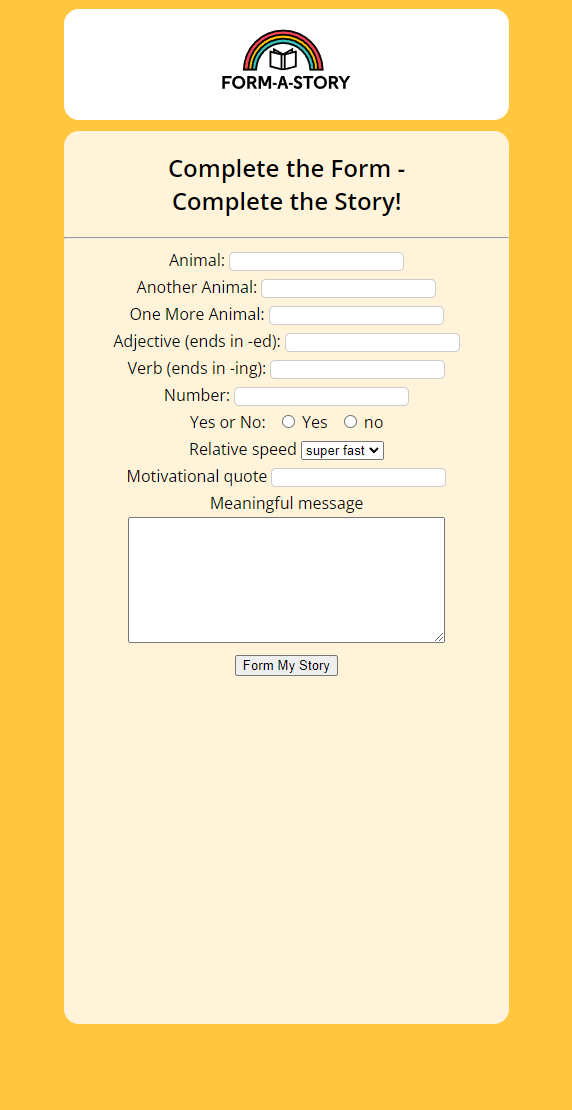 FORM-A-STORY
Complete the Form -
Complete the Story!
Animal:
Another Animal:
One More Animal:
Adjective (ends in -ed):
Verb (ends in -ing):
Number:
Yes or No: Yes no
Relative speed super fast
Motivational quote
Meaningful message
Form My Story